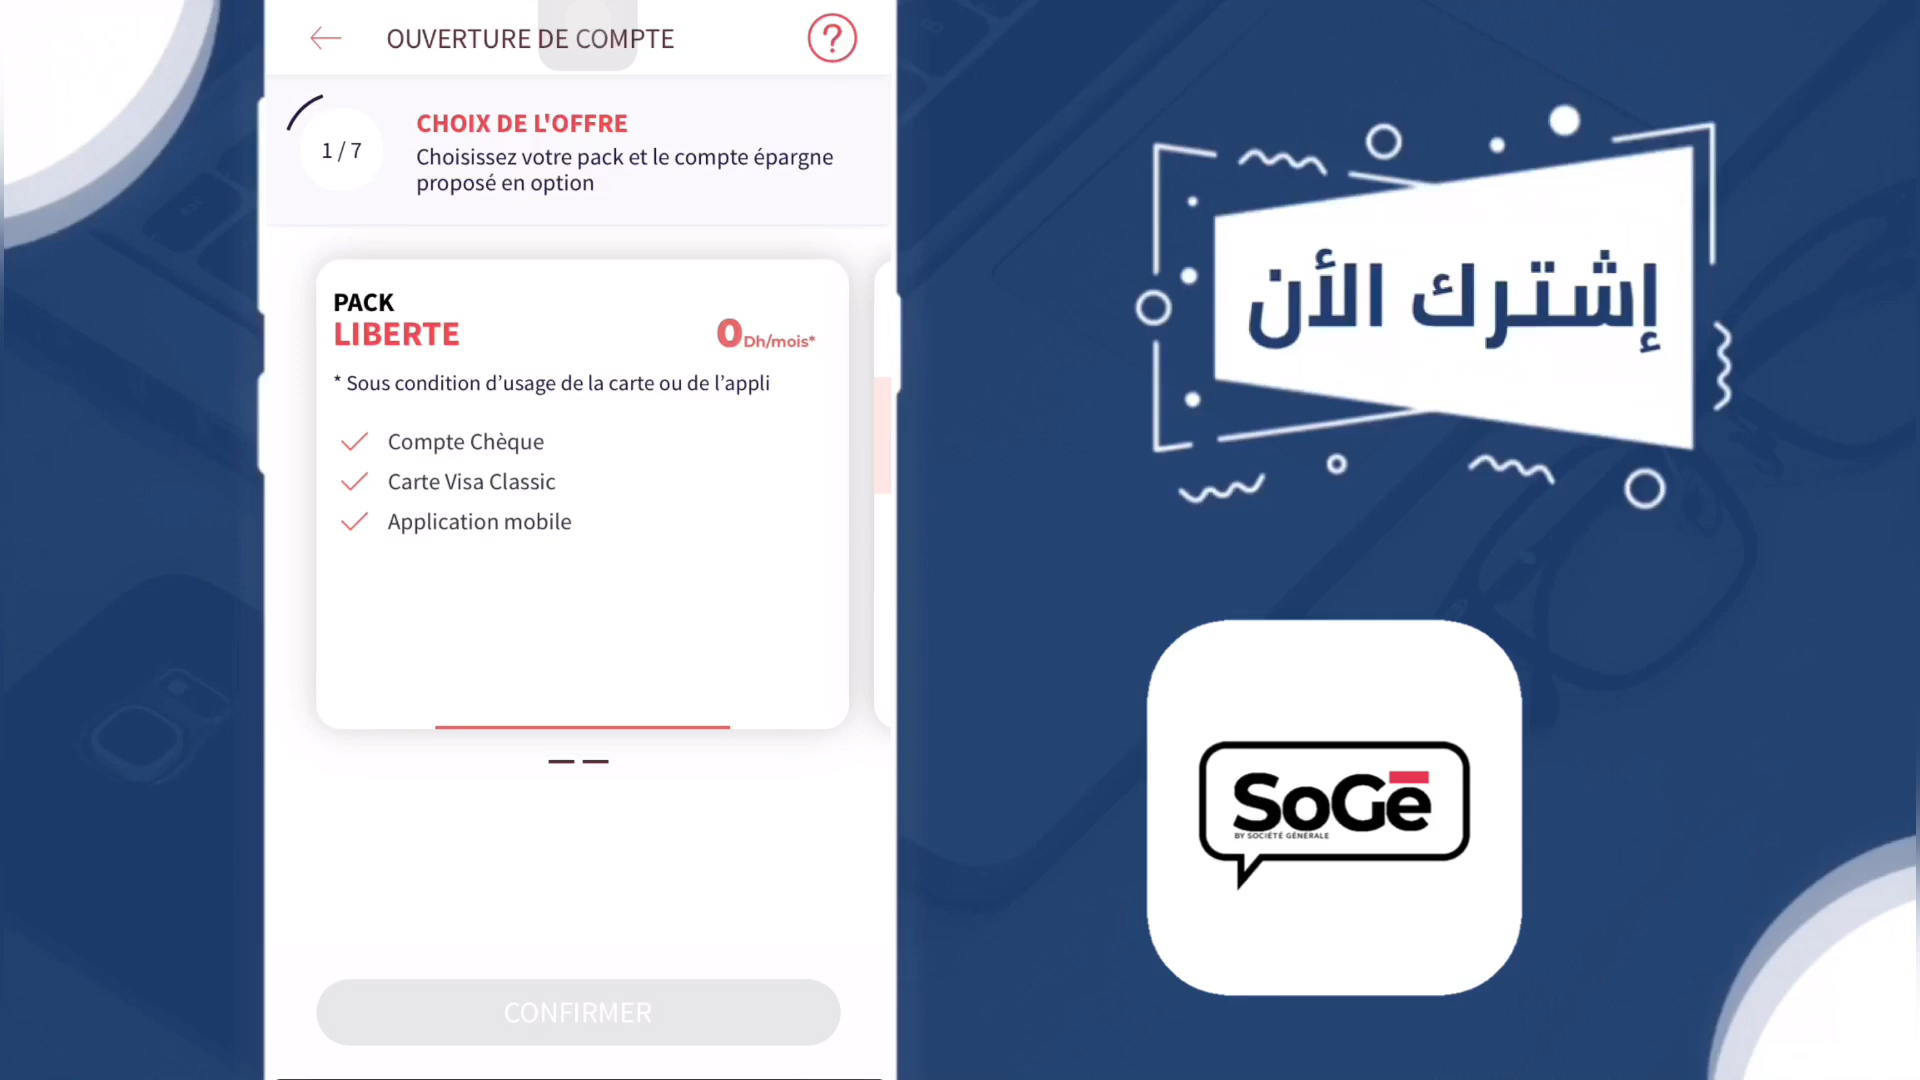 OUVERTURE DE COMPTE
?
1 / 7
CHOIX DE L'OFFRE
Choisissez votre pack et le compte épargne
proposé en option
PACK
LIBERTE
0 Dh/mois*
* Sous condition d’usage de la carte ou de l’appli
Compte Chèque
Carte Visa Classic
Application mobile
CONFIRMER
إشترك الأن
SoGé
BY SOCIÉTÉ GÉNÉRALE